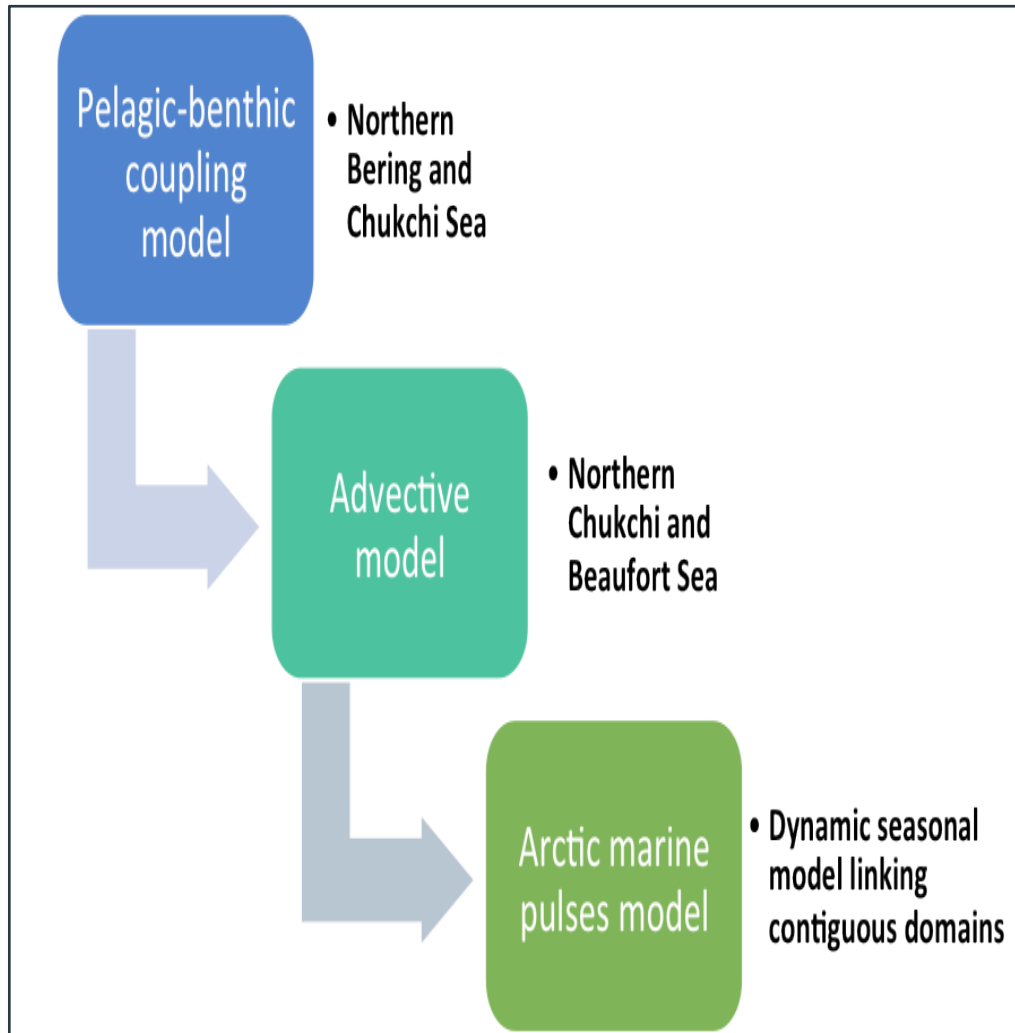 Pelagic-benthic
coupling
model
• Northern
Bering and
Chukchi Sea
Advective
model
• Northern
Chukchi and
Beaufort Sea
Arctic marine
pulses model
• Dynamic seasonal
model linking
contiguous domains